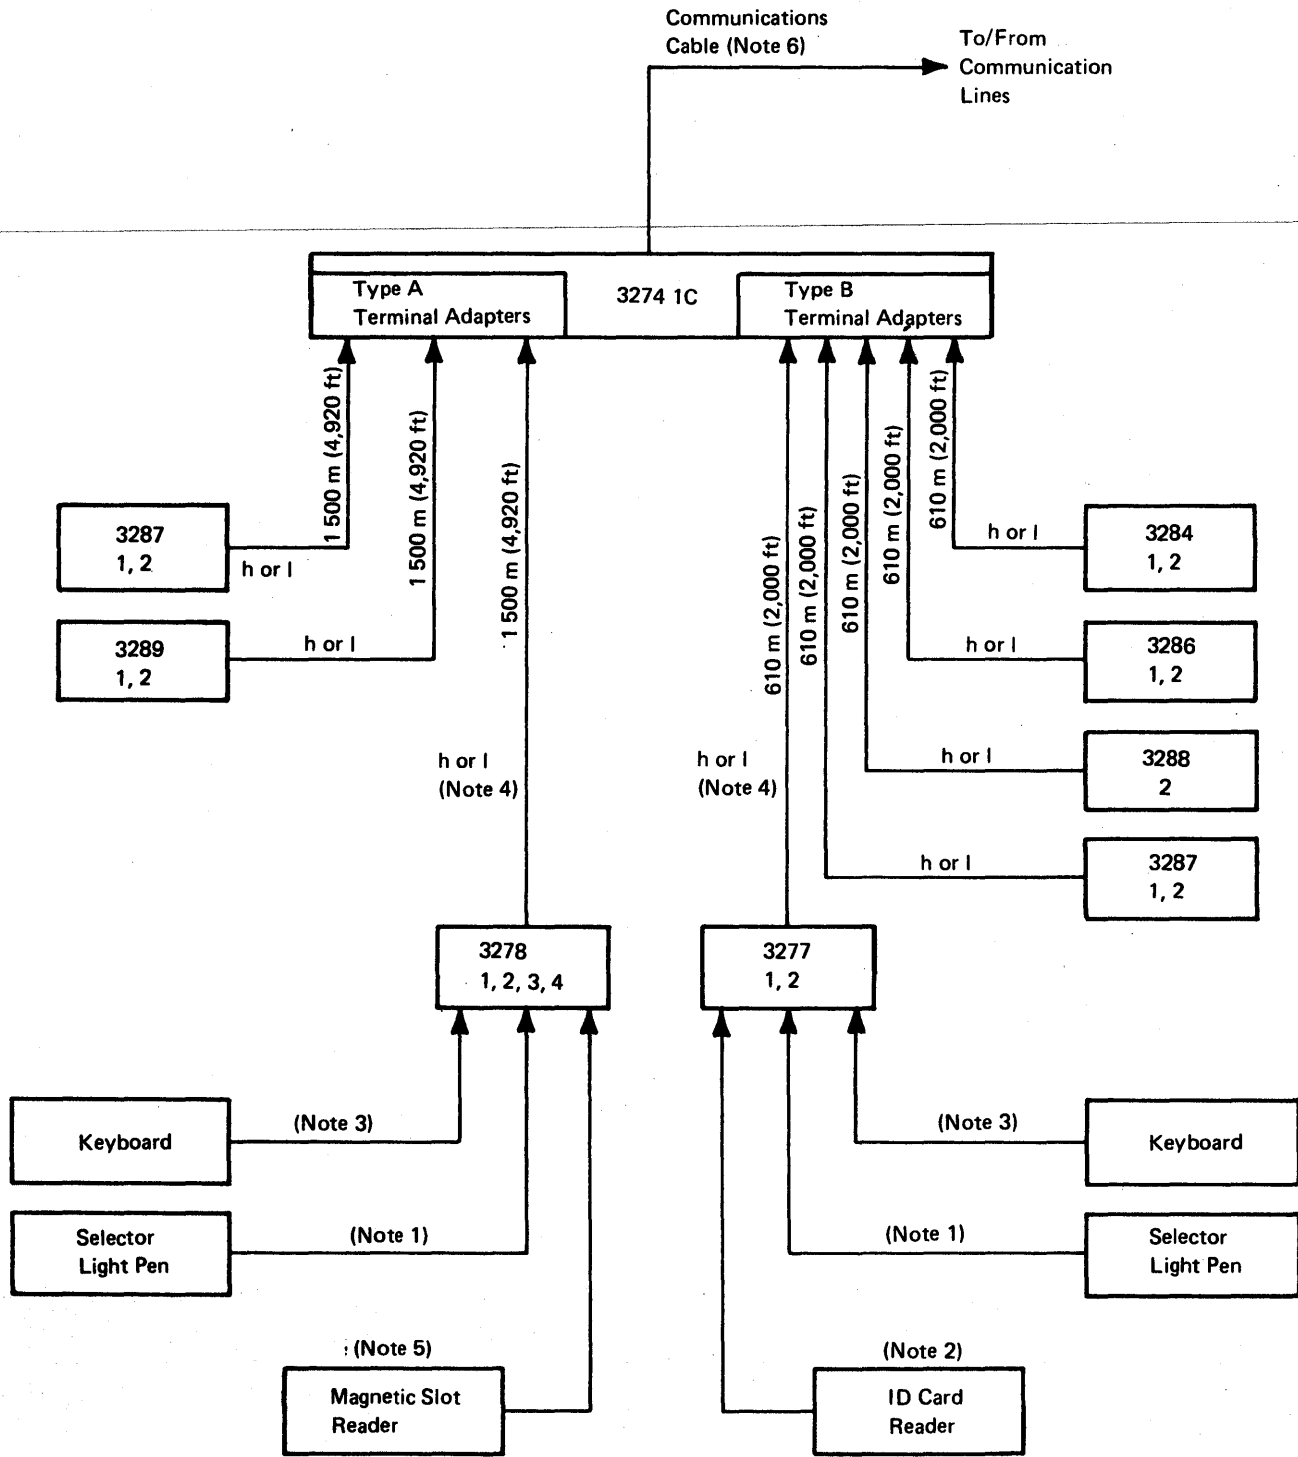 Communications
Cable (Note 6)
To/From
Communication
Lines
Type A
Terminal Adapters
3274 1C
Type B
Terminal Adapters
1 500 m (4,920 ft)
1 500 m (4,920 ft)
1 500 m (4,920 ft)
610 m (2,000 ft)
610 m (2,000 ft)
610 m (2,000 ft)
610 m (2,000 ft)
610 m (2,000 ft)
3287
1, 2
h or l
3284
1, 2
h or l
3289
1, 2
h or l
3286
1, 2
h or l
h or l
(Note 4)
h or l
(Note 4)
h or l
3288
2
h or l
3287
1, 2
3278
1, 2, 3, 4
3277
1, 2
Keyboard
(Note 3)
(Note 3)
Keyboard
Selector
Light Pen
(Note 1)
(Note 1)
Selector
Light Pen
(Note 5)
Magnetic Slot
Reader
(Note 2)
ID Card
Reader